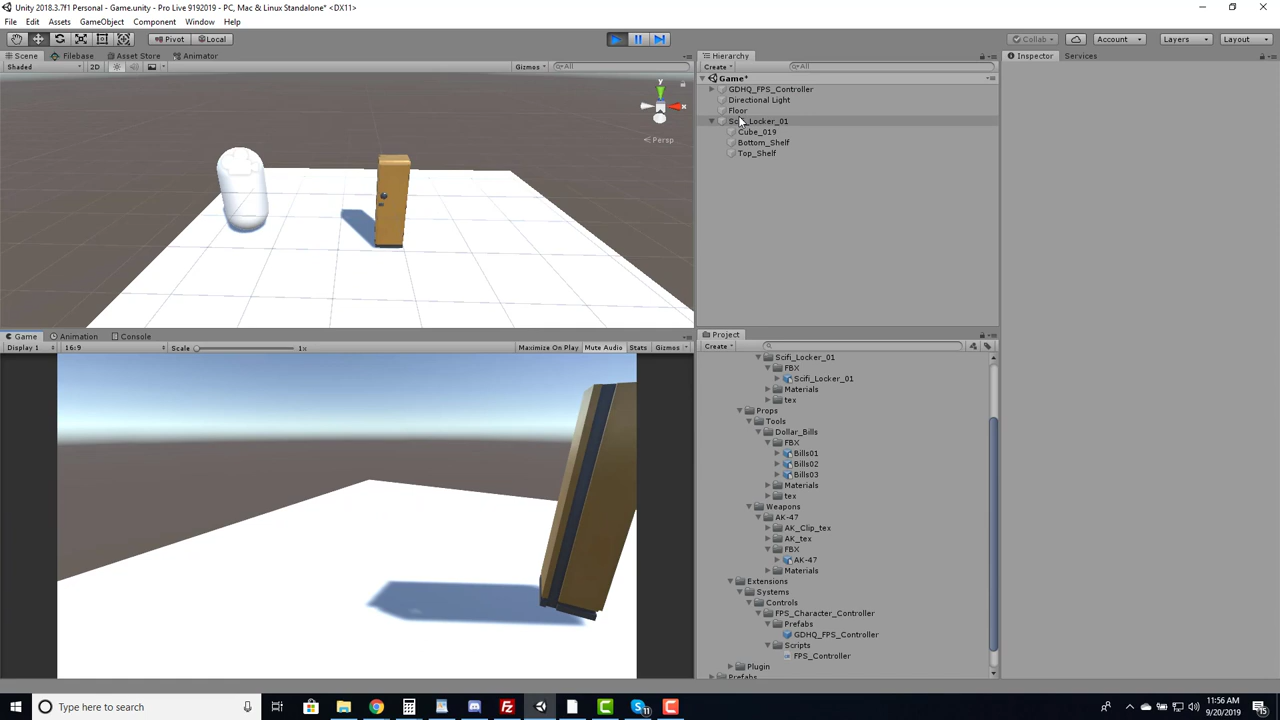 Unity 2018.3.7f1 Personal - Game.unity - Pro Live 9192019 - PC, Mac & Linux Standalone* <DX11>
File Edit Assets GameObject Component Window Help
Pivot Local Collab Account Layers Layout
Scene Filebase Asset Store Animator
Shaded 2D Gizmos All
y
x
Persp
Hierarchy
Create All
Game*
GDHQ_FPS_Controller
Directional Light
Floor
Scifi_Locker_01
Cube_019
Bottom_Shelf
Top_Shelf
Inspector Services
Game Animation Console
Display 1 16:9 Scale 1x Maximize On Play Mute Audio Stats Gizmos
Project
Create
Scifi_Locker_01
FBX
Scifi_Locker_01
Materials
tex
Props
Tools
Dollar_Bills
FBX
Bills01
Bills02
Bills03
Materials
tex
Weapons
AK-47
AK_Clip_tex
AK_tex
FBX
AK-47
Materials
Extensions
Systems
Controls
FPS_Character_Controller
Prefabs
GDHQ_FPS_Controller
Scripts
FPS_Controller
Plugin
Prefabs
Type here to search
11:56 AM
9/20/2019